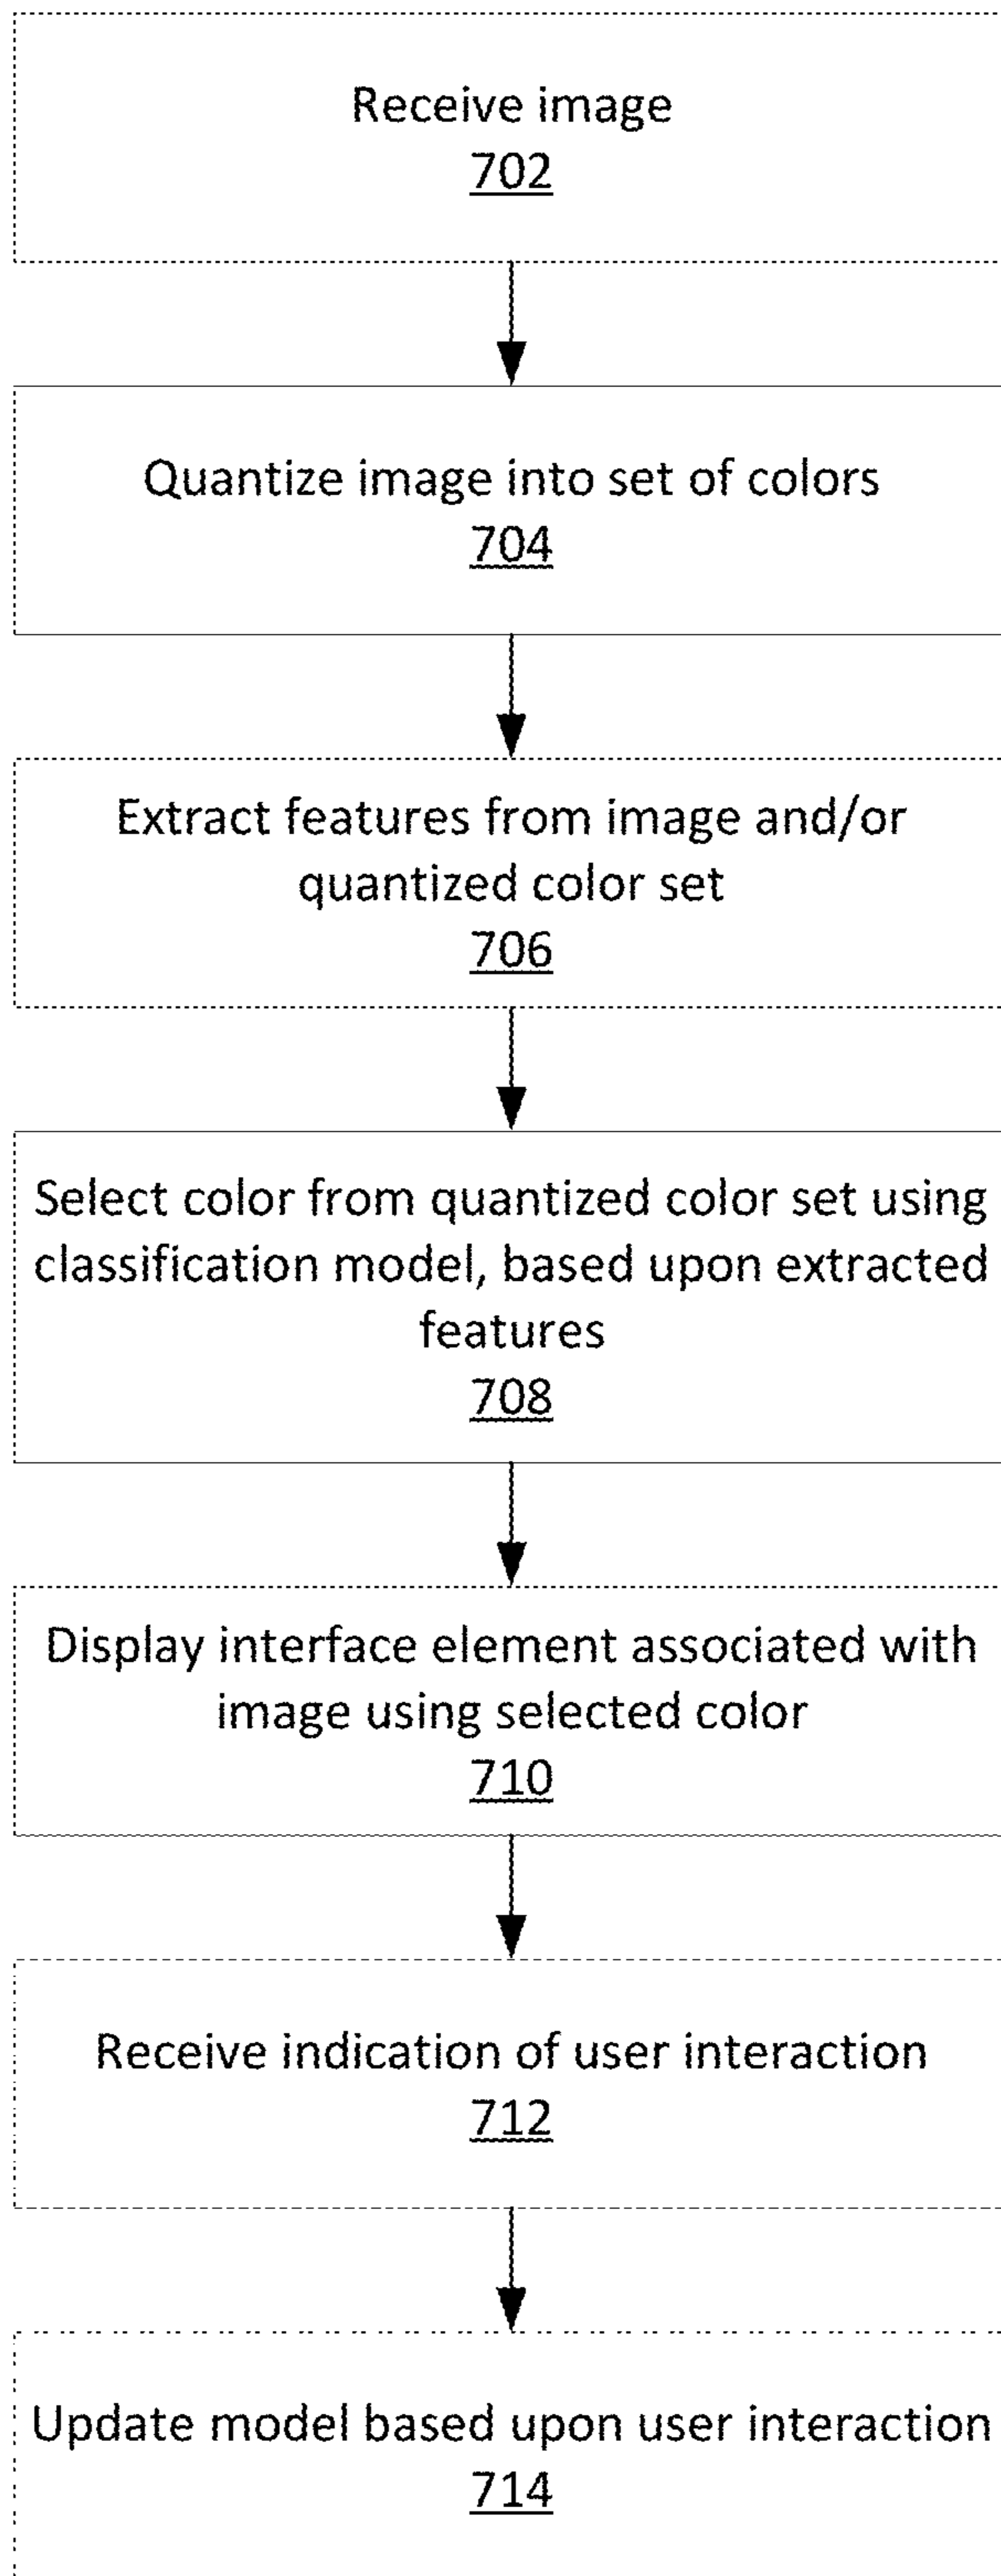 Receive image
702
Quantize image into set of colors
704
Extract features from image and/or
quantized color set
706
Select color from quantized color set using
classification model, based upon extracted
features
708
Display interface element associated with
image using selected color
710
Receive indication of user interaction
712
Update model based upon user interaction
714